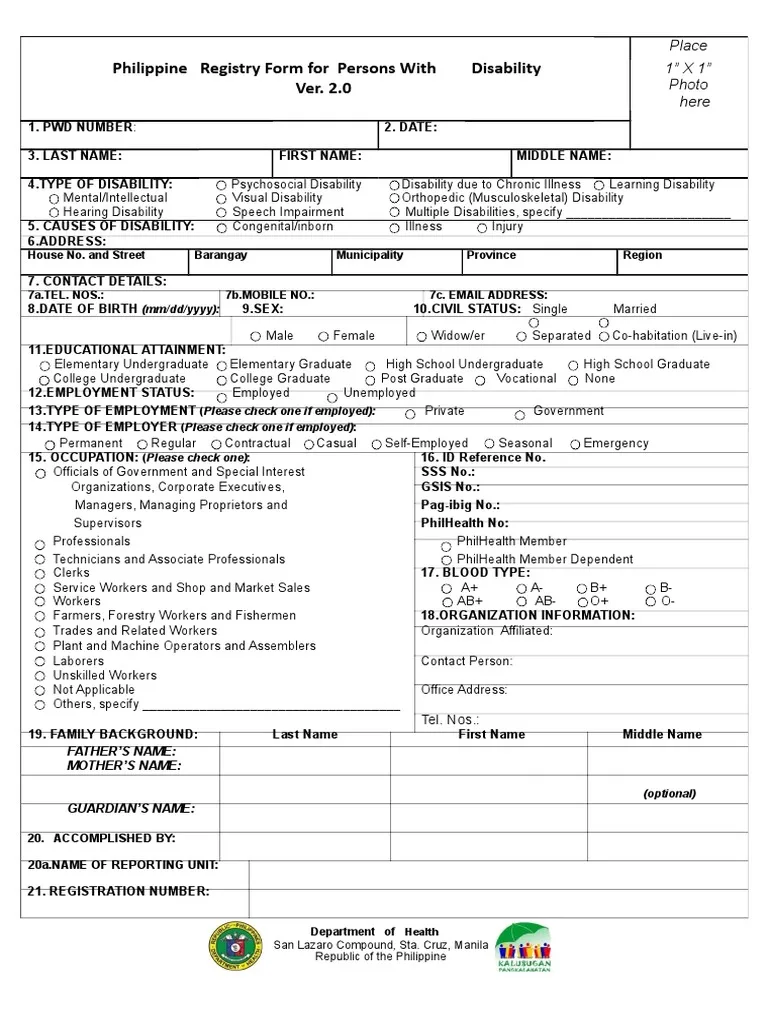 Place
1” X 1”
Photo
here
Philippine Registry Form for Persons With Disability
Ver. 2.0
1. PWD NUMBER: 2. DATE:
3. LAST NAME: FIRST NAME: MIDDLE NAME:
4.TYPE OF DISABILITY: Psychosocial Disability Disability due to Chronic Illness Learning Disability
Mental/Intellectual Visual Disability Orthopedic (Musculoskeletal) Disability
Hearing Disability Speech Impairment Multiple Disabilities, specify _______________________
5. CAUSES OF DISABILITY: Congenital/inborn Illness Injury
6.ADDRESS:
House No. and Street Barangay Municipality Province Region
7. CONTACT DETAILS:
7a.TEL. NOS.: 7b.MOBILE NO.: 7c. EMAIL ADDRESS:
8.DATE OF BIRTH (mm/dd/yyyy): 9.SEX: 10.CIVIL STATUS: Single Married
Male Female Widow/er Separated Co-habitation (Live-in)
11.EDUCATIONAL ATTAINMENT:
Elementary Undergraduate Elementary Graduate High School Undergraduate High School Graduate
College Undergraduate College Graduate Post Graduate Vocational None
12.EMPLOYMENT STATUS: Employed Unemployed
13.TYPE OF EMPLOYMENT (Please check one if employed): Private Government
14.TYPE OF EMPLOYER (Please check one if employed):
Permanent Regular Contractual Casual Self-Employed Seasonal Emergency
15. OCCUPATION: (Please check one):
Officials of Government and Special Interest
Organizations, Corporate Executives,
Managers, Managing Proprietors and
Supervisors
Professionals
Technicians and Associate Professionals
Clerks
Service Workers and Shop and Market Sales
Workers
Farmers, Forestry Workers and Fishermen
Trades and Related Workers
Plant and Machine Operators and Assemblers
Laborers
Unskilled Workers
Not Applicable
Others, specify ____________________________________
16. ID Reference No.
SSS No.:
GSIS No.:
Pag-ibig No.:
PhilHealth No:
PhilHealth Member
PhilHealth Member Dependent
17. BLOOD TYPE:
A+ A- B+ B-
AB+ AB- O+ O-
18.ORGANIZATION INFORMATION:
Organization Affiliated:
Contact Person:
Office Address:
Tel. Nos.:
19. FAMILY BACKGROUND: Last Name First Name Middle Name
FATHER’S NAME:
MOTHER’S NAME:
(optional)
GUARDIAN’S NAME:
20. ACCOMPLISHED BY:
20a.NAME OF REPORTING UNIT:
21. REGISTRATION NUMBER:
Department of Health
San Lazaro Compound, Sta. Cruz, Manila
Republic of the Philippine
REPUBLIC PHILIPPINES
DEPARTMENT HEALTH
KALUSUGAN
PANGKALAHATAN